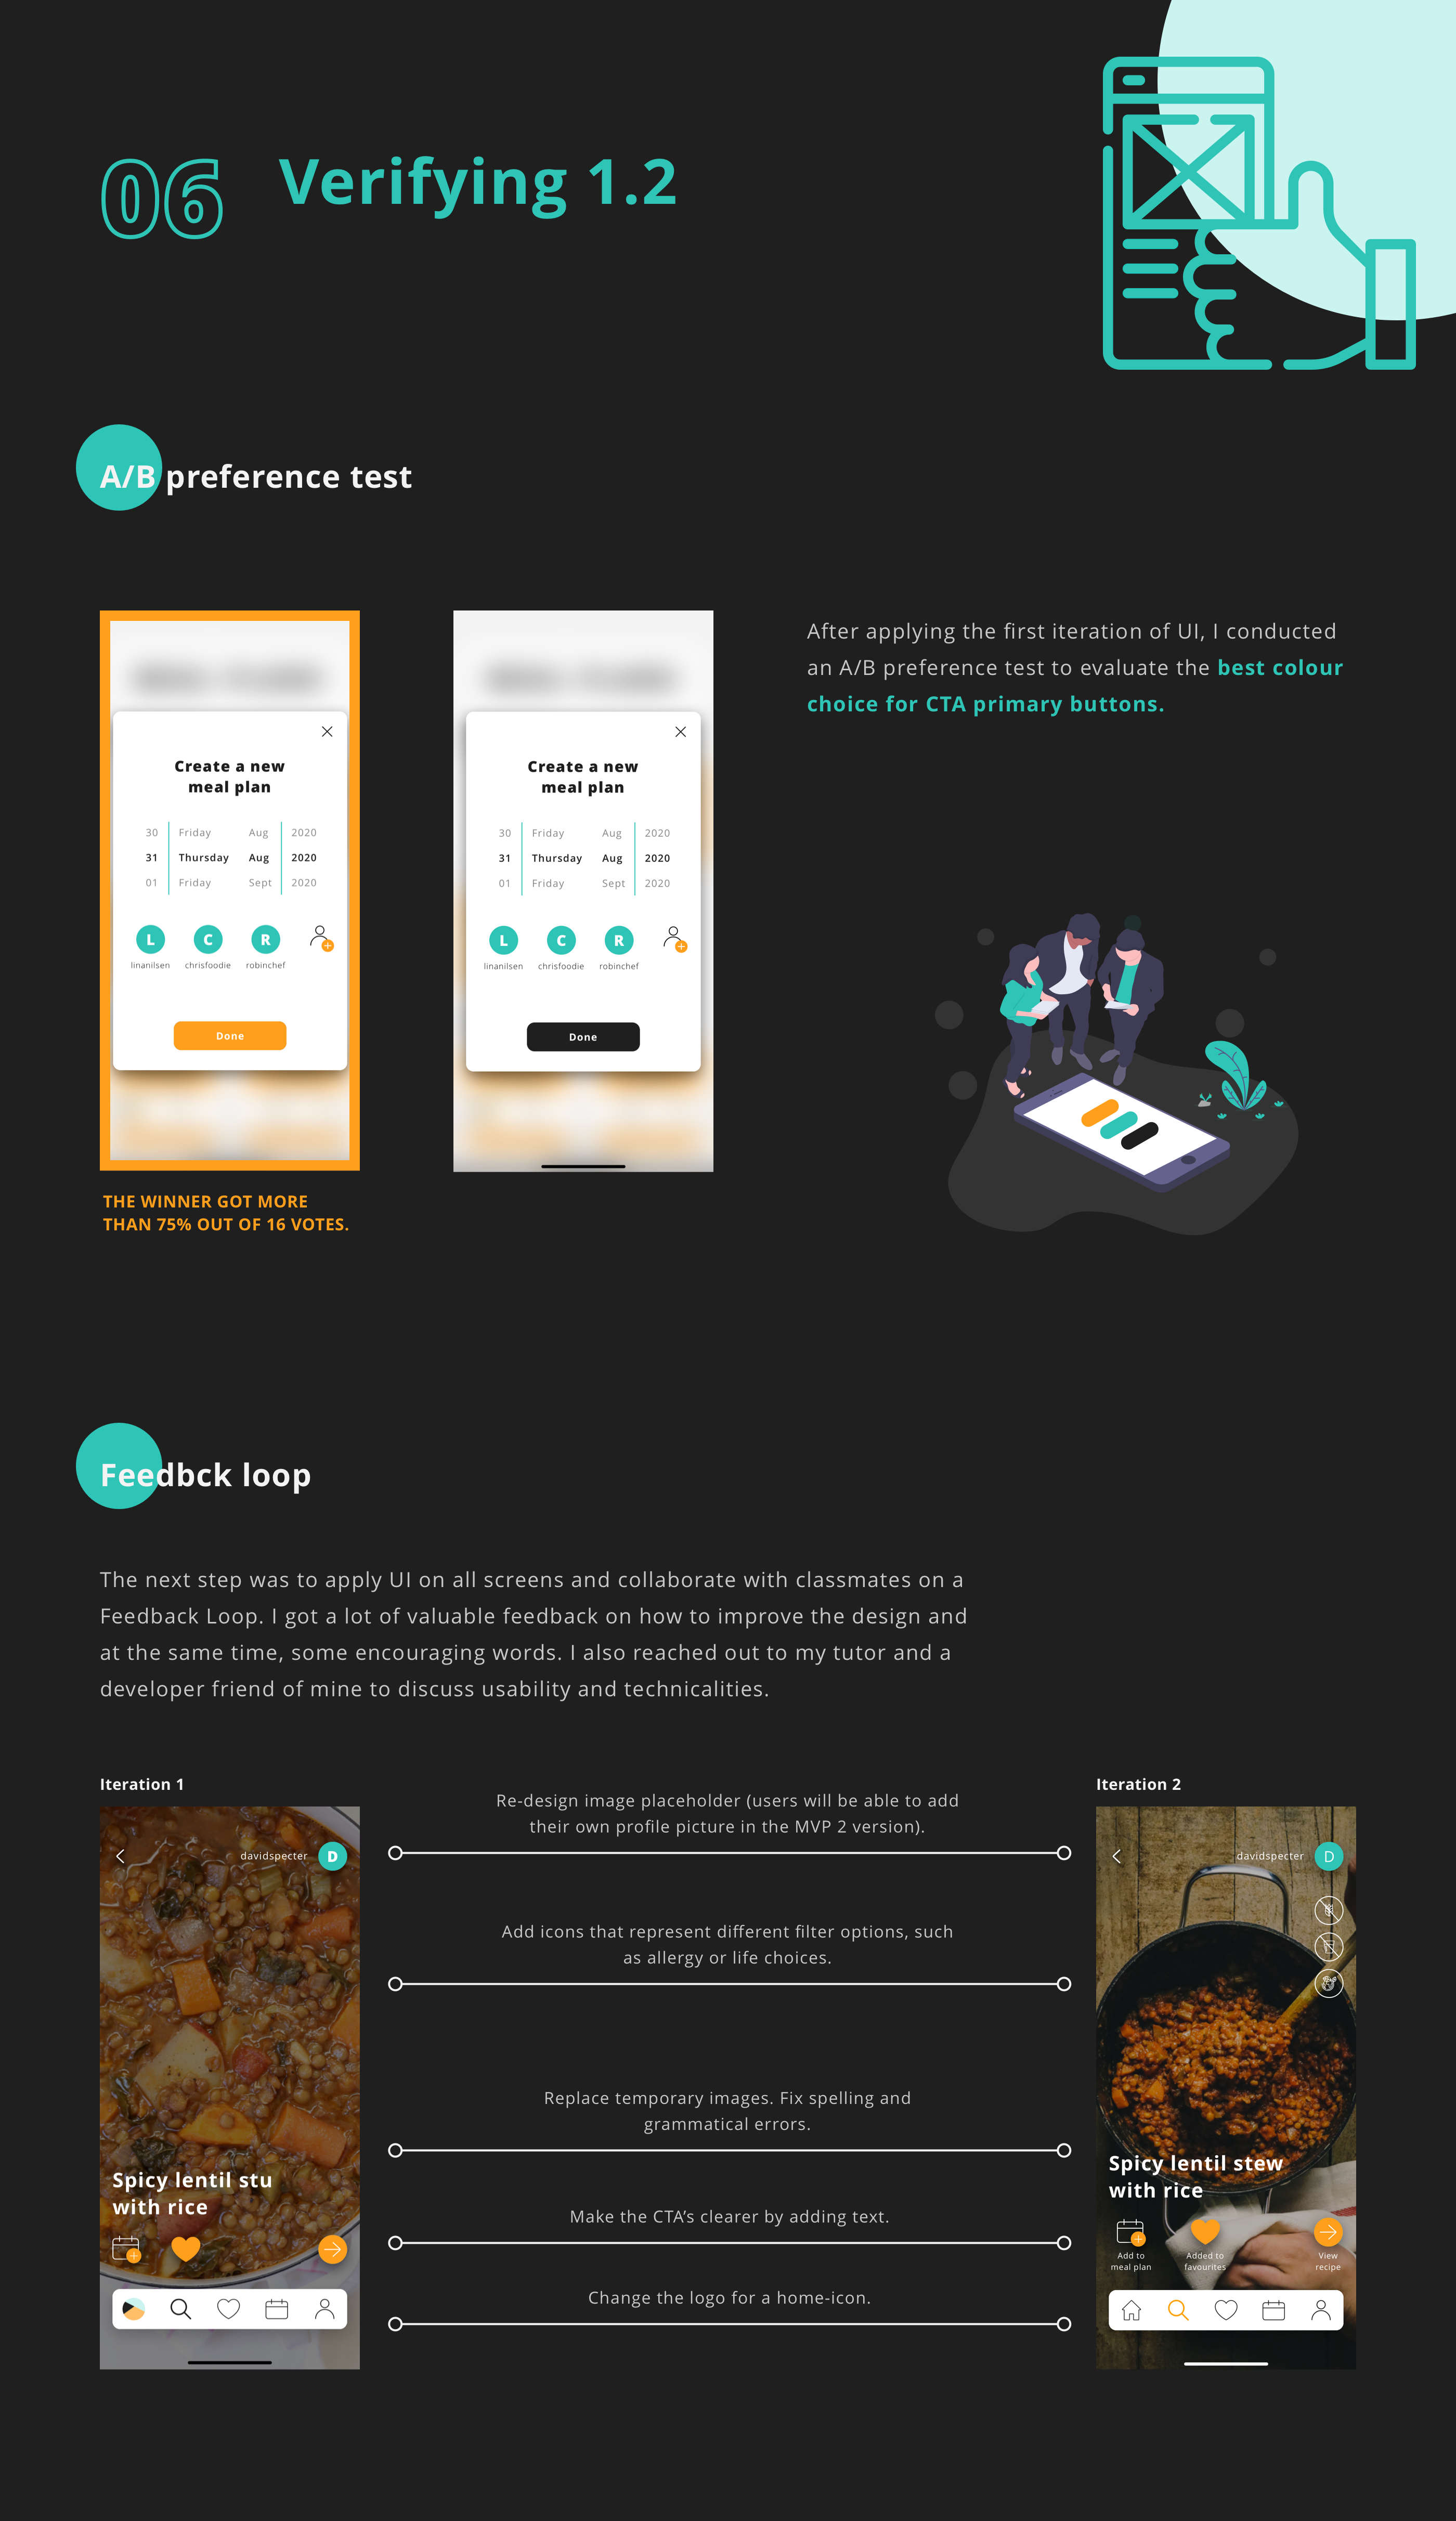 06
Verifying 1.2
A/B preference test
Create a new
meal plan
30 Friday Aug 2020
31 Thursday Aug 2020
01 Friday Sept 2020
L C R
linanilsen chrisfoodie robinchef
Done
THE WINNER GOT MORE
THAN 75% OUT OF 16 VOTES.
Create a new
meal plan
30 Friday Aug 2020
31 Thursday Aug 2020
01 Friday Sept 2020
L C R
linanilsen chrisfoodie robinchef
Done
After applying the first iteration of UI, I conducted
an A/B preference test to evaluate the best colour
choice for CTA primary buttons.
Feedbck loop
The next step was to apply UI on all screens and collaborate with classmates on a
Feedback Loop. I got a lot of valuable feedback on how to improve the design and
at the same time, some encouraging words. I also reached out to my tutor and a
developer friend of mine to discuss usability and technicalities.
Iteration 1
davidspecter D
Spicy lentil stu
with rice
Re-design image placeholder (users will be able to add
their own profile picture in the MVP 2 version).
Add icons that represent different filter options, such
as allergy or life choices.
Replace temporary images. Fix spelling and
grammatical errors.
Make the CTA’s clearer by adding text.
Change the logo for a home-icon.
Iteration 2
davidspecter D
Spicy lentil stew
with rice
Add to
meal plan
Added to
favourites
View
recipe